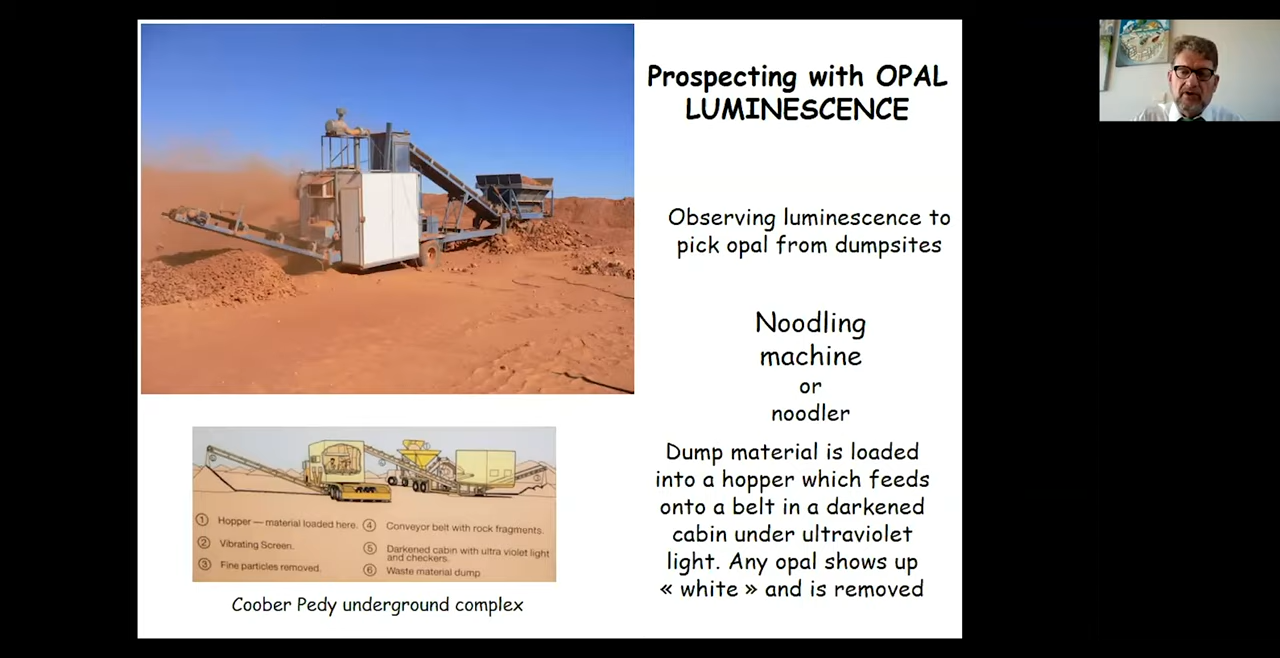 Prospecting with OPAL
LUMINESCENCE
Observing luminescence to
pick opal from dumpsites
Noodling
machine
or
noodler
Dump material is loaded
into a hopper which feeds
onto a belt in a darkened
cabin under ultraviolet
light. Any opal shows up
« white » and is removed
① Hopper — material loaded here.
② Vibrating Screen.
③ Fine particles removed.
④ Conveyor belt with rock fragments.
⑤ Darkened cabin with ultra violet light
and checkers.
⑥ Waste material dump
Coober Pedy underground complex